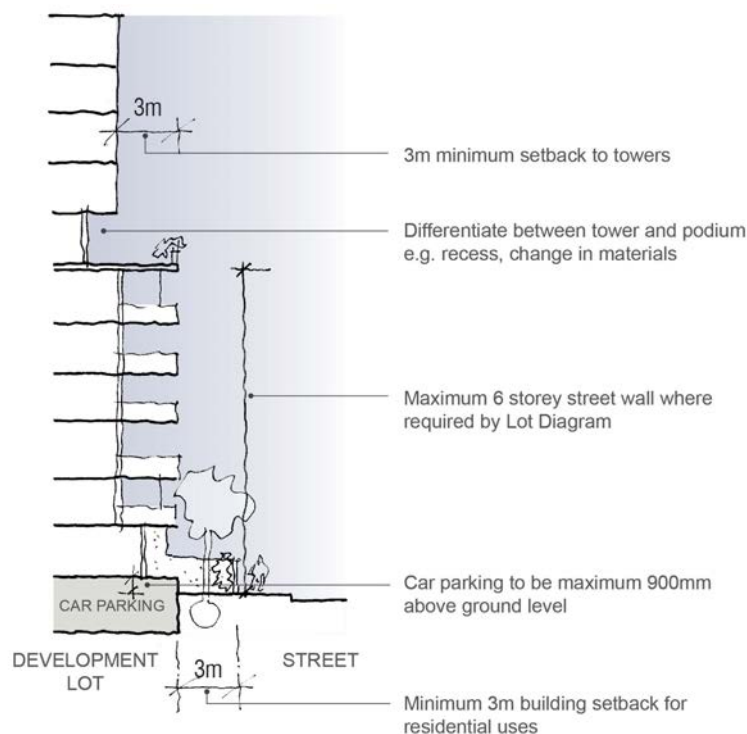 3m
3m minimum setback to towers
Differentiate between tower and podium
e.g. recess, change in materials
Maximum 6 storey street wall where
required by Lot Diagram
Car parking to be maximum 900mm
above ground level
CAR PARKING
DEVELOPMENT
LOT
3m
STREET
Minimum 3m building setback for
residential uses